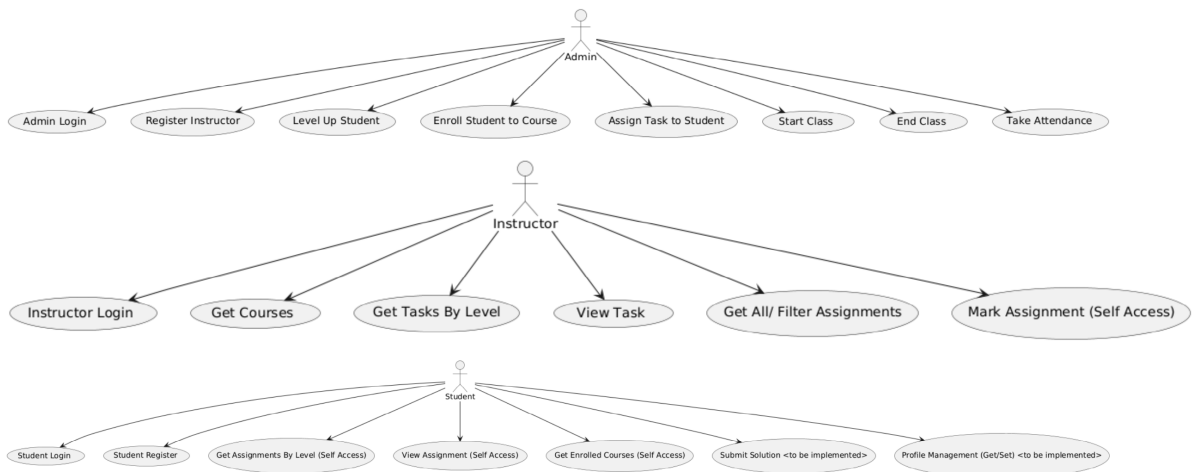 Admin
Admin Login
Register Instructor
Level Up Student
Enroll Student to Course
Assign Task to Student
Start Class
End Class
Take Attendance
Instructor
Instructor Login
Get Courses
Get Tasks By Level
View Task
Get All/ Filter Assignments
Mark Assignment (Self Access)
Student
Student Login
Student Register
Get Assignments By Level (Self Access)
View Assignment (Self Access)
Get Enrolled Courses (Self Access)
Submit Solution <to be implemented>
Profile Management (Get/Set) <to be implemented>